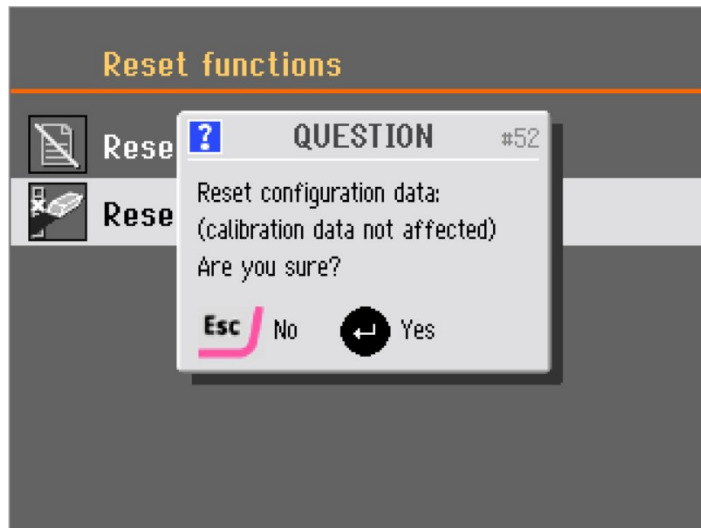 Reset functions
Rese
QUESTION #52
Rese
Reset configuration data:
(calibration data not affected)
Are you sure?
Esc No Yes